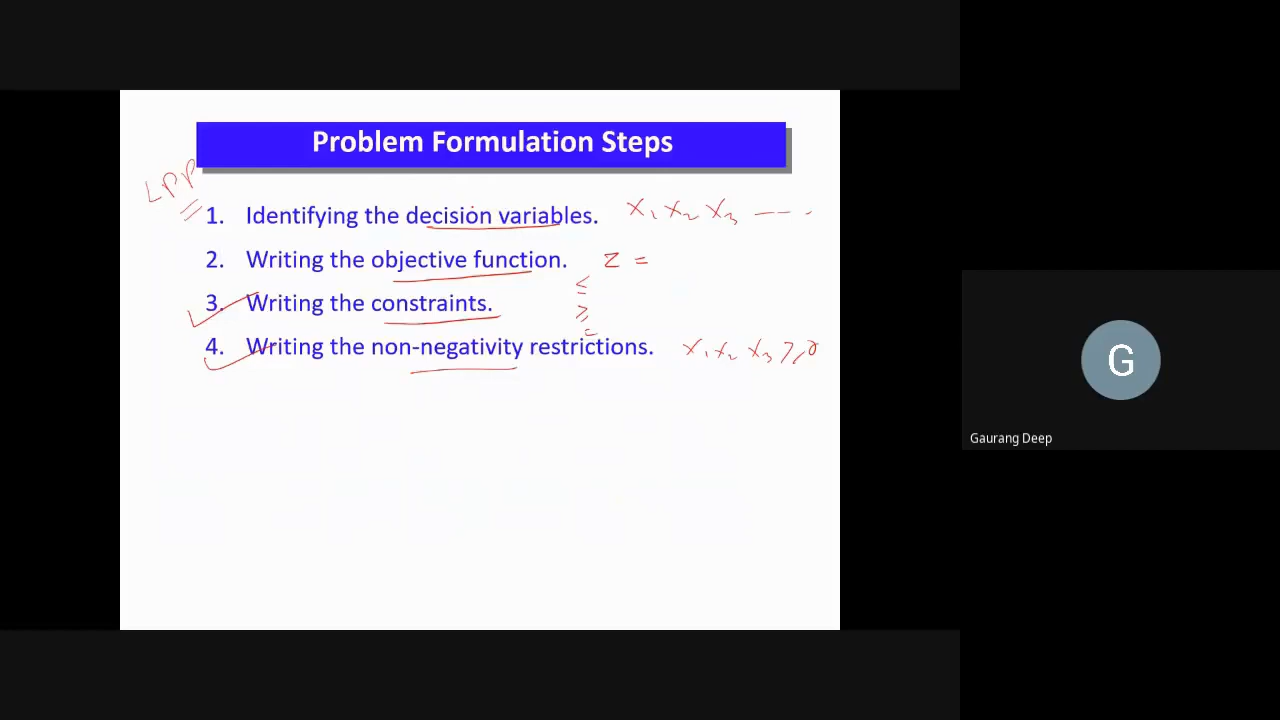 Problem Formulation Steps
LPP
1. Identifying the decision variables. X1 X2 X3 -- - -
2. Writing the objective function. Z =
≤
3. Writing the constraints. ≥
=
4. Writing the non-negativity restrictions. X1 X2 X3 ≥,0
G
Gaurang Deep